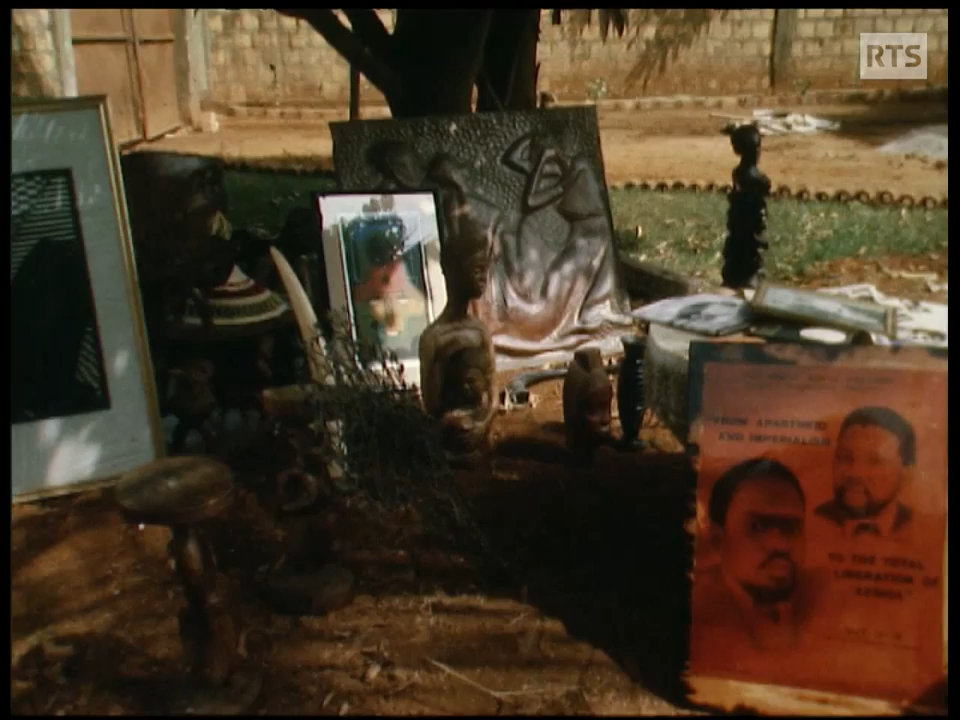 RTS
"FROM APARTHEID
AND IMPERIALISM
TO THE TOTAL
LIBERATION OF
AFRICA"